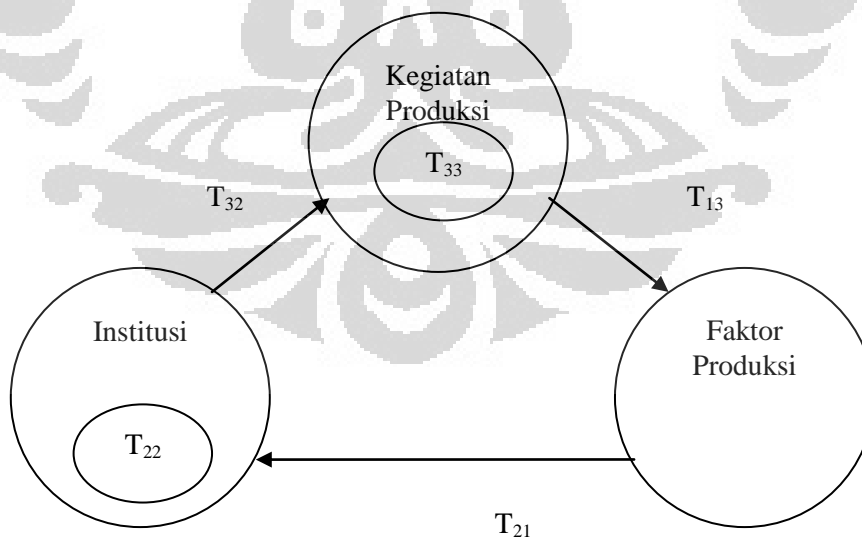 Kegiatan
Produksi
T33
T32
T13
Institusi
Faktor
Produksi
T22
T21